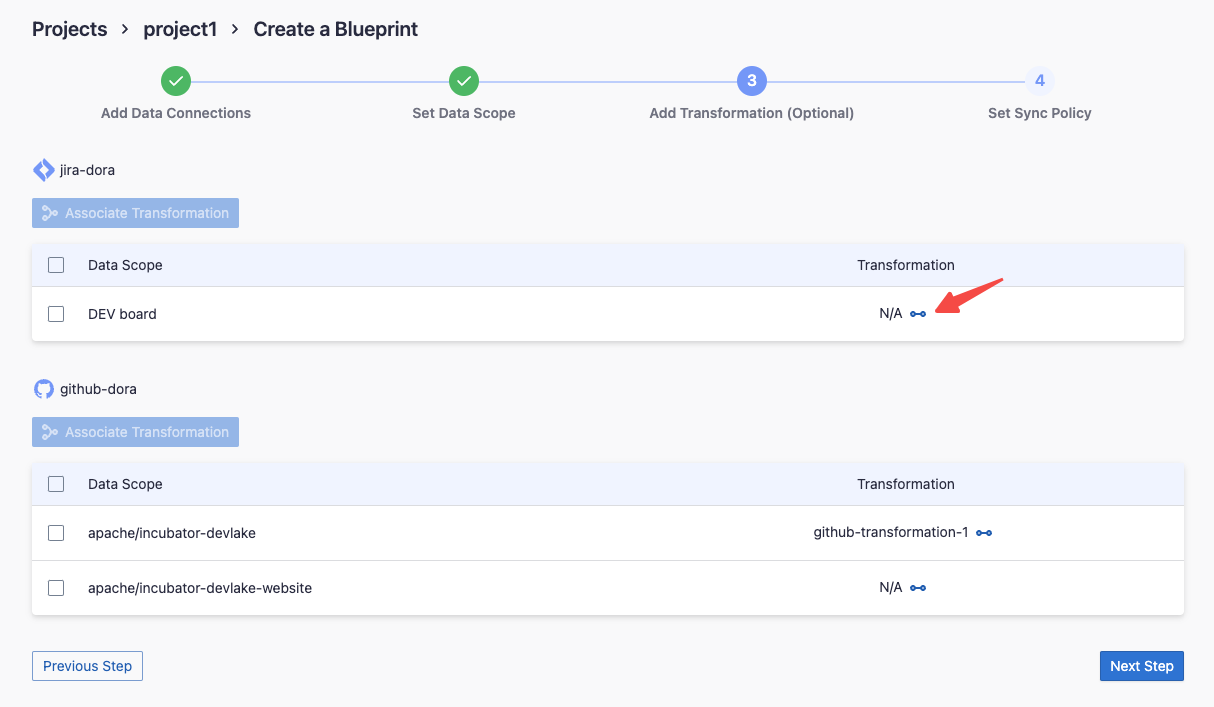 Projects > project1 > Create a Blueprint
3 4
Add Data Connections Set Data Scope Add Transformation (Optional) Set Sync Policy
jira-dora
Associate Transformation
Data Scope Transformation
DEV board N/A
github-dora
Associate Transformation
Data Scope Transformation
apache/incubator-devlake github-transformation-1
apache/incubator-devlake-website N/A
Previous Step Next Step